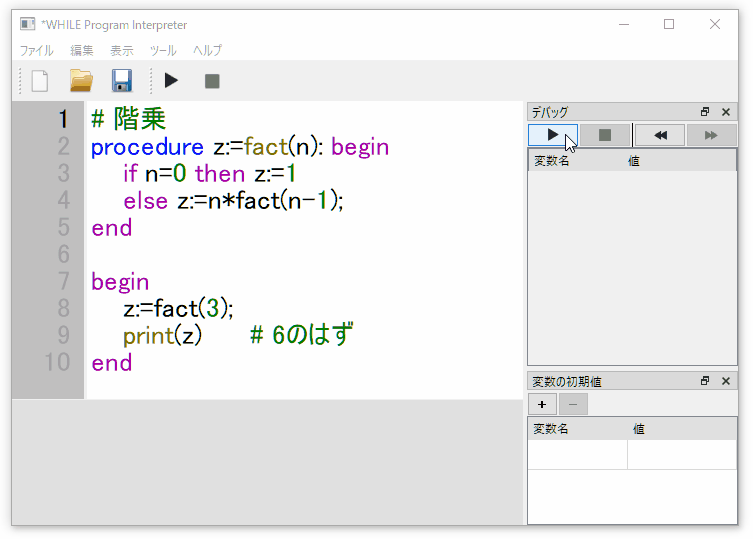 *WHILE Program Interpreter
ファイル 編集 表示 ツール ヘルプ
1 # 階乗
2 procedure z:=fact(n): begin
3 if n=0 then z:=1
4 else z:=n*fact(n-1);
5 end
6
7 begin
8 z:=fact(3);
9 print(z) # 6のはず
10 end
デバッグ
変数名 値
変数の初期値
変数名 値